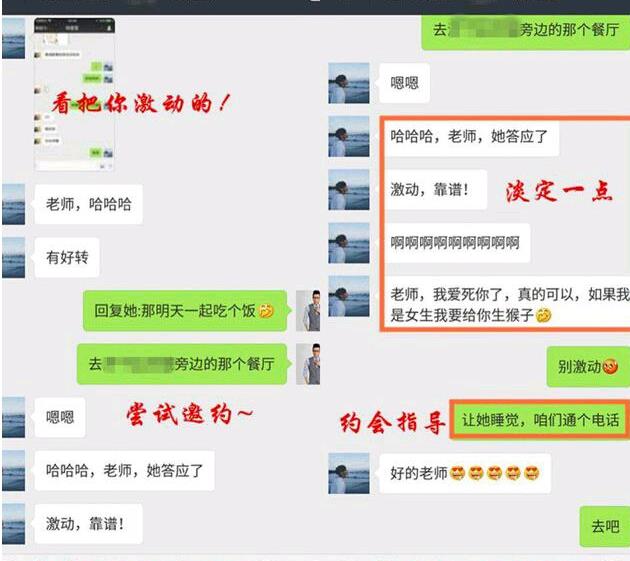 看把你激动的！
老师，哈哈哈
有好转
回复她:那明天一起吃个饭
去 旁边的那个餐厅
尝试邀约~
嗯嗯
哈哈哈，老师，她答应了
激动，靠谱！
去 旁边的那个餐厅
嗯嗯
哈哈哈，老师，她答应了
激动，靠谱！
淡定一点
啊啊啊啊啊啊啊啊啊
老师，我爱死你了，真的可以，如果我
是女生我要给你生猴子
别激动
约会指导
让她睡觉，咱们通个电话
好的老师
去吧